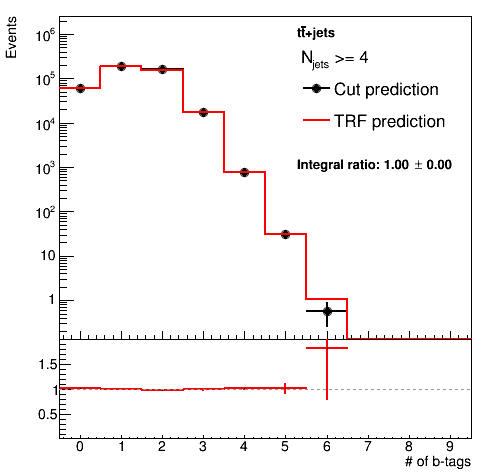 Events
tt̄+jets
N_jets >= 4
Cut prediction
TRF prediction
Integral ratio: 1.00 ± 0.00
10^6
10^5
10^4
10^3
10^2
10
1
1.5
1
0.5
0 1 2 3 4 5 6 7 8 9
# of b-tags